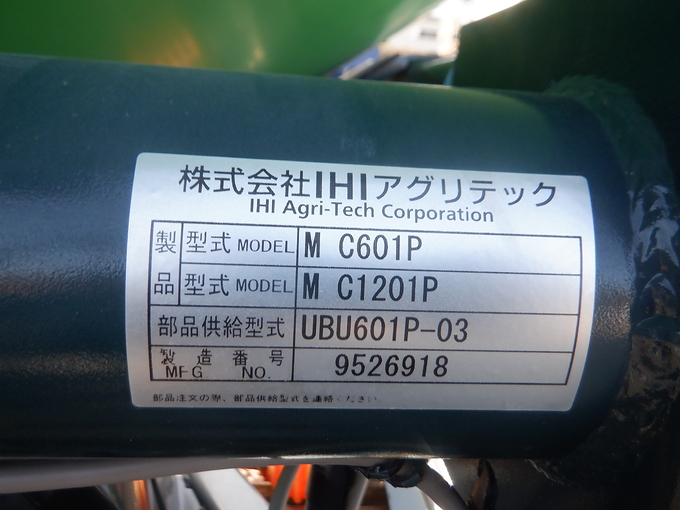 株式会社IHIアグリテック
IHI Agri-Tech Corporation
製品 型式 MODEL M C601P
型式 MODEL M C1201P
部品供給型式 UBU601P-03
製造番号 MFG NO. 9526918
部品注文の際、部品供給型式を連絡ください。